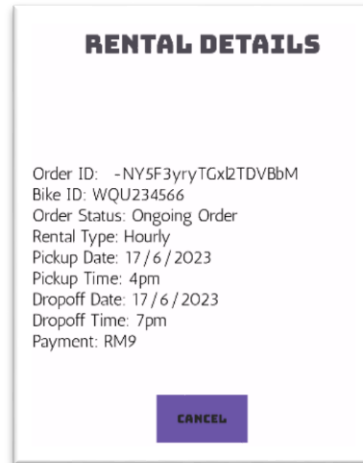 RENTAL DETAILS
Order ID: -NY5F3yryTGxl2TDVBbM
Bike ID: WQU234566
Order Status: Ongoing Order
Rental Type: Hourly
Pickup Date: 17/6/2023
Pickup Time: 4pm
Dropoff Date: 17/6/2023
Dropoff Time: 7pm
Payment: RM9
CANCEL